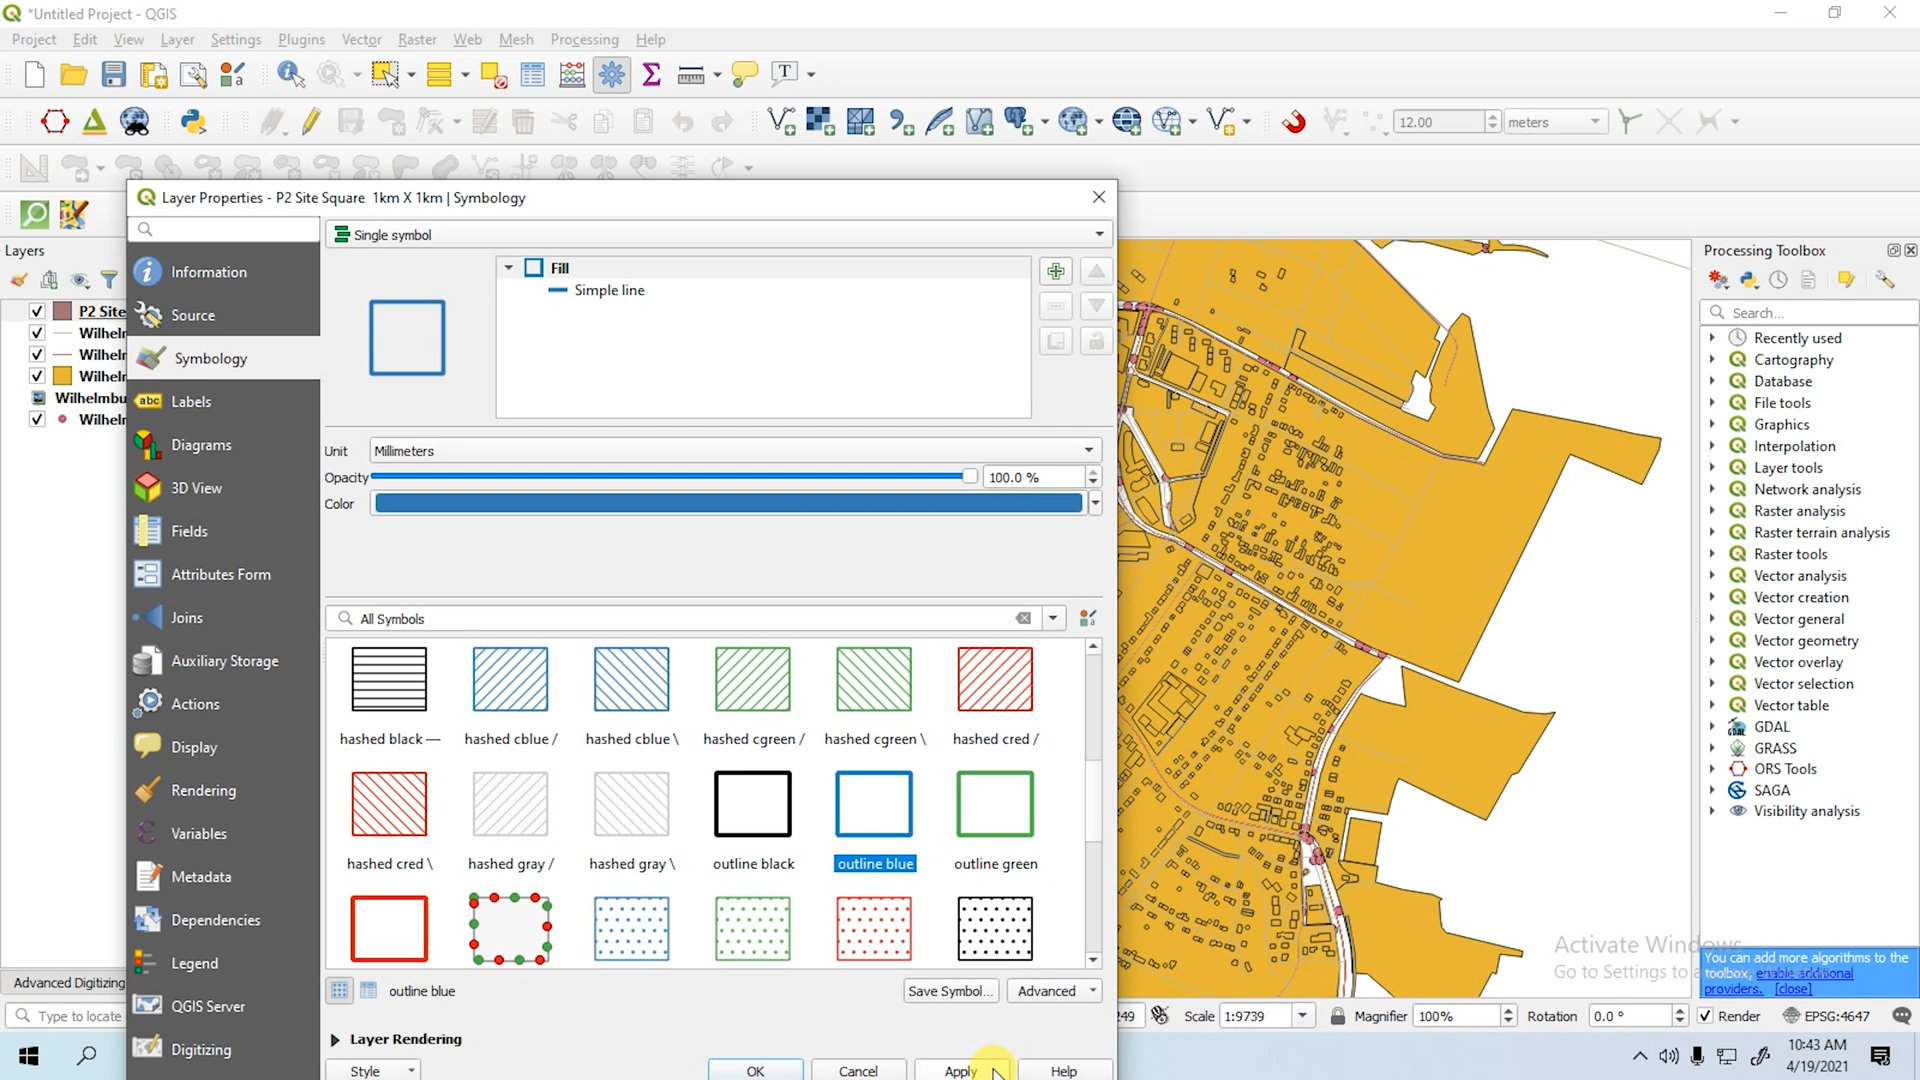 *Untitled Project - QGIS
Project Edit View Layer Settings Plugins Vector Raster Web Mesh Processing Help
12.00 meters
Layer Properties - P2 Site Square 1km X 1km | Symbology
Layers
P2 Site
Wilhelm
Wilhelm
Wilhelm
Wilhelmbu
Wilhelm
Advanced Digitizing
Type to locate
Information
Source
Symbology
Labels
Diagrams
3D View
Fields
Attributes Form
Joins
Auxiliary Storage
Actions
Display
Rendering
Variables
Metadata
Dependencies
Legend
QGIS Server
Digitizing
Single symbol
Fill
Simple line
Unit Millimeters
Opacity 100.0 %
Color
All Symbols
hashed black — hashed cblue / hashed cblue \ hashed cgreen / hashed cgreen \ hashed cred /
hashed cred \ hashed gray / hashed gray \ outline black outline blue outline green
outline blue Save Symbol... Advanced
Layer Rendering
Style OK Cancel Apply Help
Processing Toolbox
Search...
Recently used
Cartography
Database
File tools
Graphics
Interpolation
Layer tools
Network analysis
Raster analysis
Raster terrain analysis
Raster tools
Vector analysis
Vector creation
Vector general
Vector geometry
Vector overlay
Vector selection
Vector table
GDAL
GRASS
ORS Tools
SAGA
Visibility analysis
Activate Windows
Go to Settings to a
You can add more algorithms to the
toolbox, enable additional
providers. [close]
249 Scale 1:9739 Magnifier 100% Rotation 0.0 ° Render EPSG:4647
10:43 AM
4/19/2021